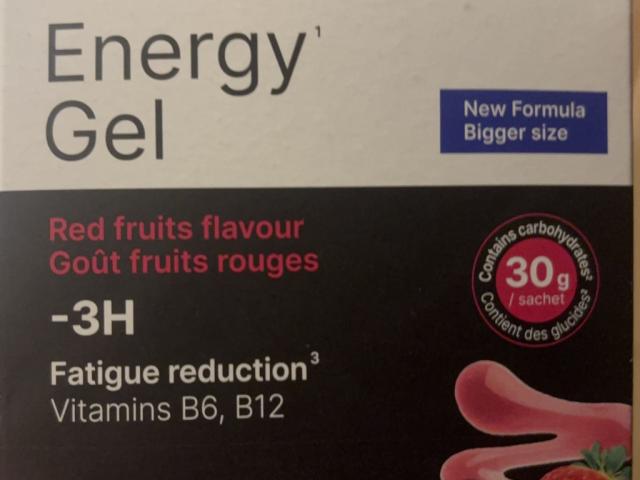 Energy¹
Gel
New Formula
Bigger size
Red fruits flavour
Goût fruits rouges
-3H
Fatigue reduction³
Vitamins B6, B12
Contains carbohydrates²
30g
/ sachet
Contient des glucides²